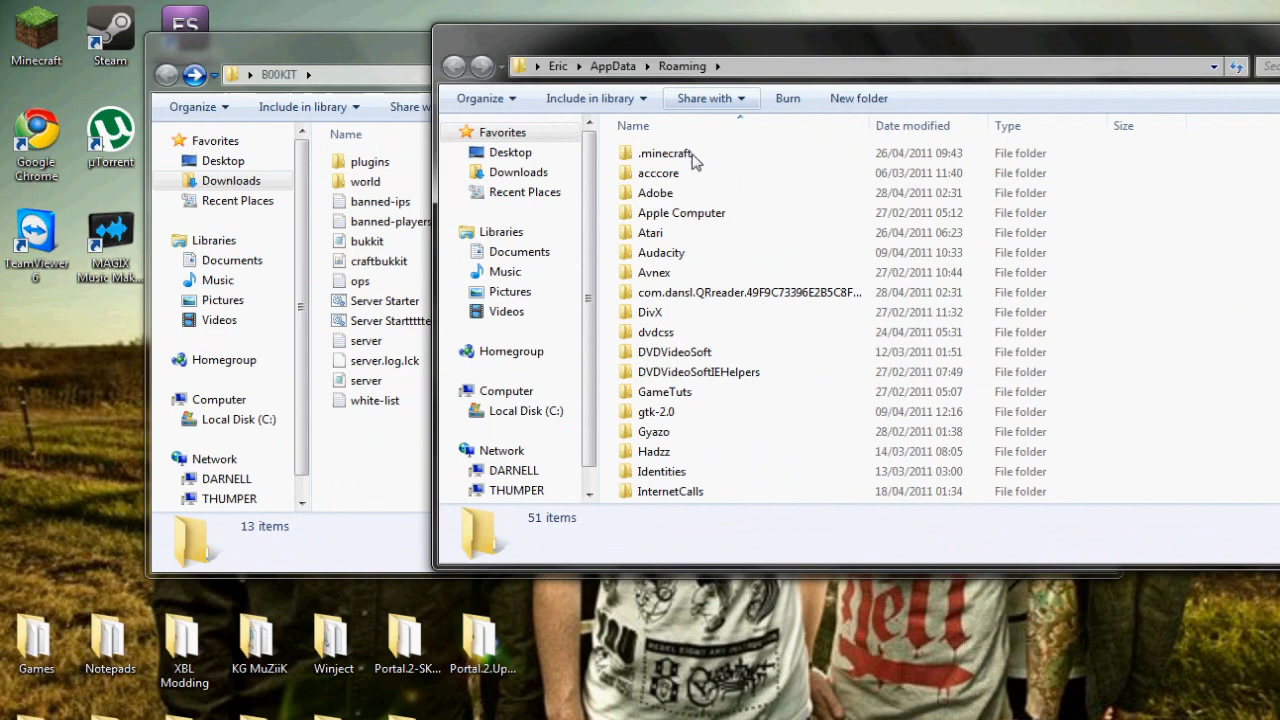 Minecraft
Steam
ES
Google
Chrome
µTorrent
TeamViewer
6
MAGIX
Music Mak...
B00KIT
Organize
Include in library
Share w
Favorites
Desktop
Downloads
Recent Places
Libraries
Documents
Music
Pictures
Videos
Homegroup
Computer
Local Disk (C:)
Network
DARNELL
THUMPER
Name
plugins
world
banned-ips
banned-players
bukkit
craftbukkit
ops
Server Starter
Server Starttttte
server
server.log.lck
server
white-list
13 items
Eric
AppData
Roaming
Sec
Organize
Include in library
Share with
Burn
New folder
Favorites
Desktop
Downloads
Recent Places
Libraries
Documents
Music
Pictures
Videos
Homegroup
Computer
Local Disk (C:)
Network
DARNELL
THUMPER
Name Date modified Type Size
.minecraft 26/04/2011 09:43 File folder
acccore 06/03/2011 11:40 File folder
Adobe 28/04/2011 02:31 File folder
Apple Computer 27/02/2011 05:12 File folder
Atari 26/04/2011 06:23 File folder
Audacity 09/04/2011 10:33 File folder
Avnex 27/02/2011 10:44 File folder
com.dansl.QRreader.49F9C73396E2B5C8F... 28/04/2011 02:31 File folder
DivX 27/02/2011 11:32 File folder
dvdcss 24/04/2011 05:31 File folder
DVDVideoSoft 12/03/2011 01:51 File folder
DVDVideoSoftIEHelpers 27/02/2011 07:49 File folder
GameTuts 27/02/2011 05:07 File folder
gtk-2.0 09/04/2011 12:16 File folder
Gyazo 28/02/2011 01:38 File folder
Hadzz 14/03/2011 08:05 File folder
Identities 13/03/2011 03:00 File folder
InternetCalls 18/04/2011 01:34 File folder
51 items
Games
Notepads
XBL
Modding
KG MuZiiK
Winject
Portal.2-SK...
Portal.2.Up...